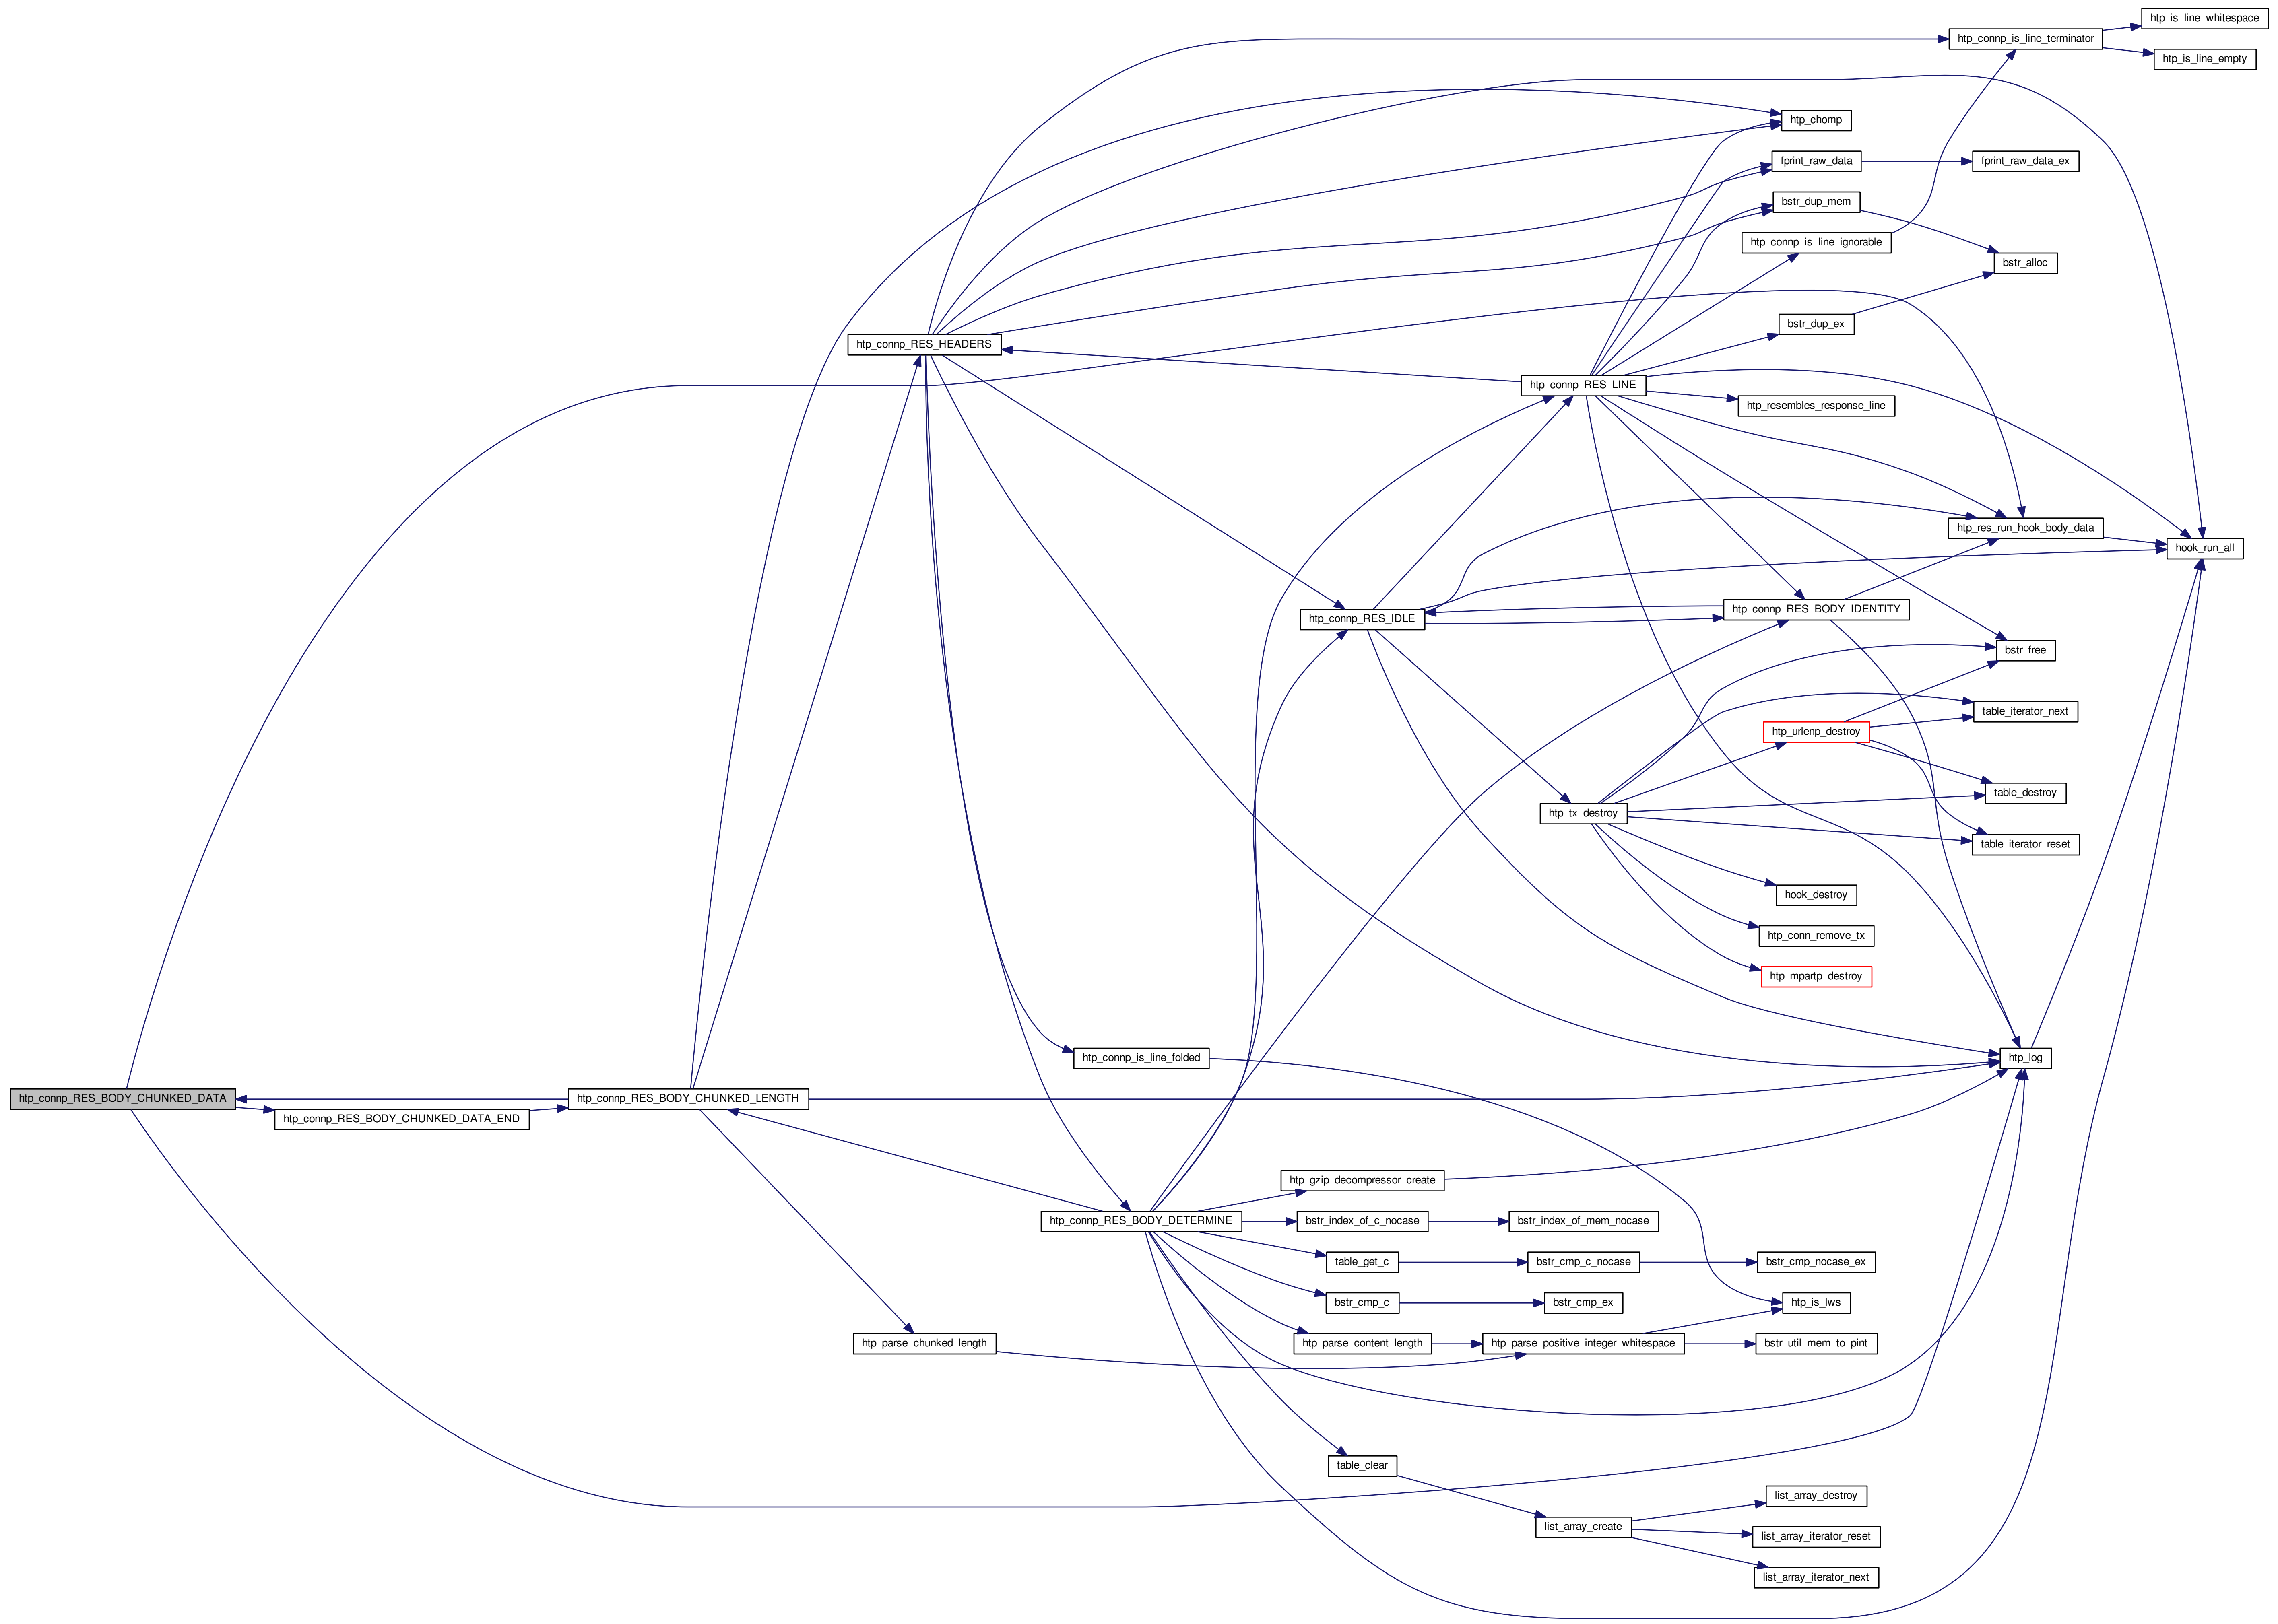 htp_is_line_whitespace
htp_connp_is_line_terminator
htp_is_line_empty
htp_chomp
fprint_raw_data
fprint_raw_data_ex
bstr_dup_mem
htp_connp_is_line_ignorable
bstr_alloc
bstr_dup_ex
htp_connp_RES_HEADERS
htp_connp_RES_LINE
htp_resembles_response_line
htp_res_run_hook_body_data
hook_run_all
htp_connp_RES_BODY_IDENTITY
htp_connp_RES_IDLE
bstr_free
table_iterator_next
htp_urlenp_destroy
table_destroy
htp_tx_destroy
table_iterator_reset
hook_destroy
htp_conn_remove_tx
htp_mpartp_destroy
htp_connp_is_line_folded
htp_log
htp_connp_RES_BODY_CHUNKED_DATA
htp_connp_RES_BODY_CHUNKED_LENGTH
htp_connp_RES_BODY_CHUNKED_DATA_END
htp_gzip_decompressor_create
htp_connp_RES_BODY_DETERMINE
bstr_index_of_c_nocase
bstr_index_of_mem_nocase
table_get_c
bstr_cmp_c_nocase
bstr_cmp_nocase_ex
bstr_cmp_c
bstr_cmp_ex
htp_is_lws
htp_parse_chunked_length
htp_parse_content_length
htp_parse_positive_integer_whitespace
bstr_util_mem_to_pint
table_clear
list_array_destroy
list_array_create
list_array_iterator_reset
list_array_iterator_next